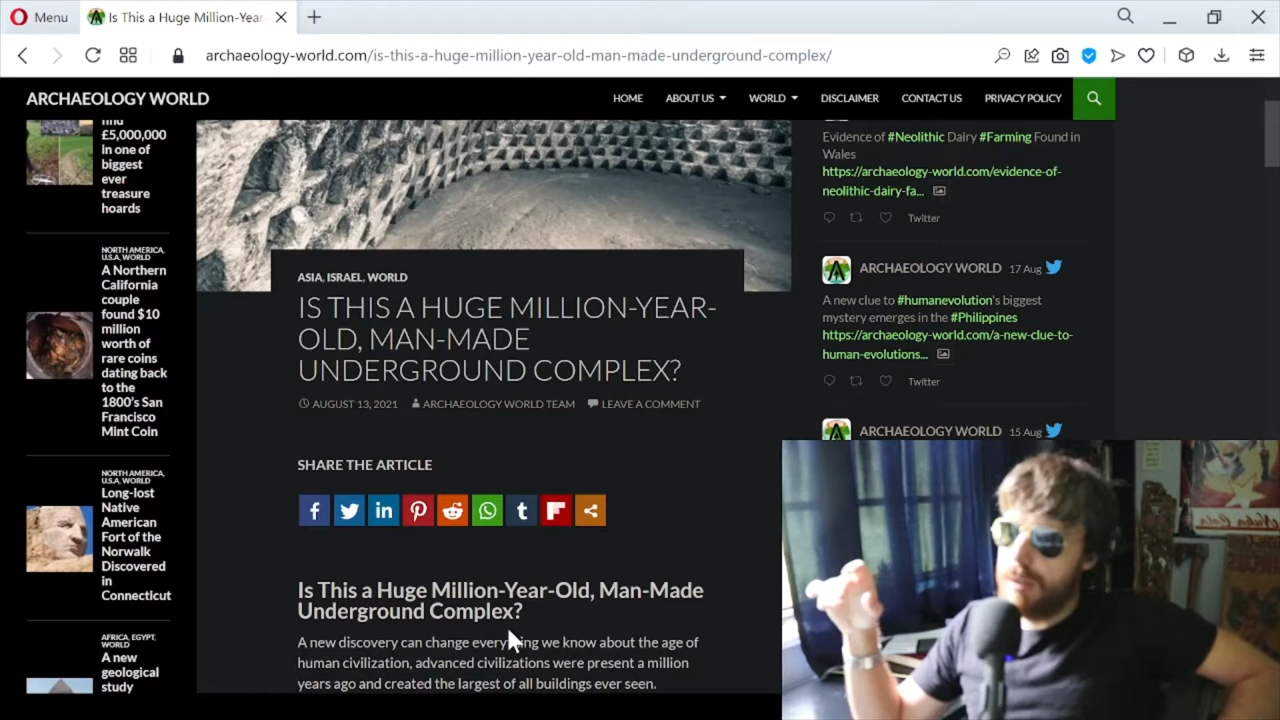 Menu
Is This a Huge Million-Year
archaeology-world.com/is-this-a-huge-million-year-old-man-made-underground-complex/
ARCHAEOLOGY WORLD
HOME
ABOUT US
WORLD
DISCLAIMER
CONTACT US
PRIVACY POLICY
find
£5,000,000
in one of
biggest
ever
treasure
hoards
NORTH AMERICA,
U.S.A, WORLD
A Northern
California
couple
found $10
million
worth of
rare coins
dating back
to the
1800's San
Francisco
Mint Coin
NORTH AMERICA,
U.S.A, WORLD
Long-lost
Native
American
Fort of the
Norwalk
Discovered
in
Connecticut
AFRICA, EGYPT,
WORLD
A new
geological
study
ASIA, ISRAEL, WORLD
IS THIS A HUGE MILLION-YEAR-
OLD, MAN-MADE
UNDERGROUND COMPLEX?
AUGUST 13, 2021
ARCHAEOLOGY WORLD TEAM
LEAVE A COMMENT
SHARE THE ARTICLE
Is This a Huge Million-Year-Old, Man-Made
Underground Complex?
A new discovery can change everything we know about the age of
human civilization, advanced civilizations were present a million
years ago and created the largest of all buildings ever seen.
Evidence of #Neolithic Dairy #Farming Found in
Wales
https://archaeology-world.com/evidence-of-
neolithic-dairy-fa...
Twitter
ARCHAEOLOGY WORLD 17 Aug
A new clue to #humanevolution's biggest
mystery emerges in the #Philippines
https://archaeology-world.com/a-new-clue-to-
human-evolutions...
Twitter
ARCHAEOLOGY WORLD 15 Aug